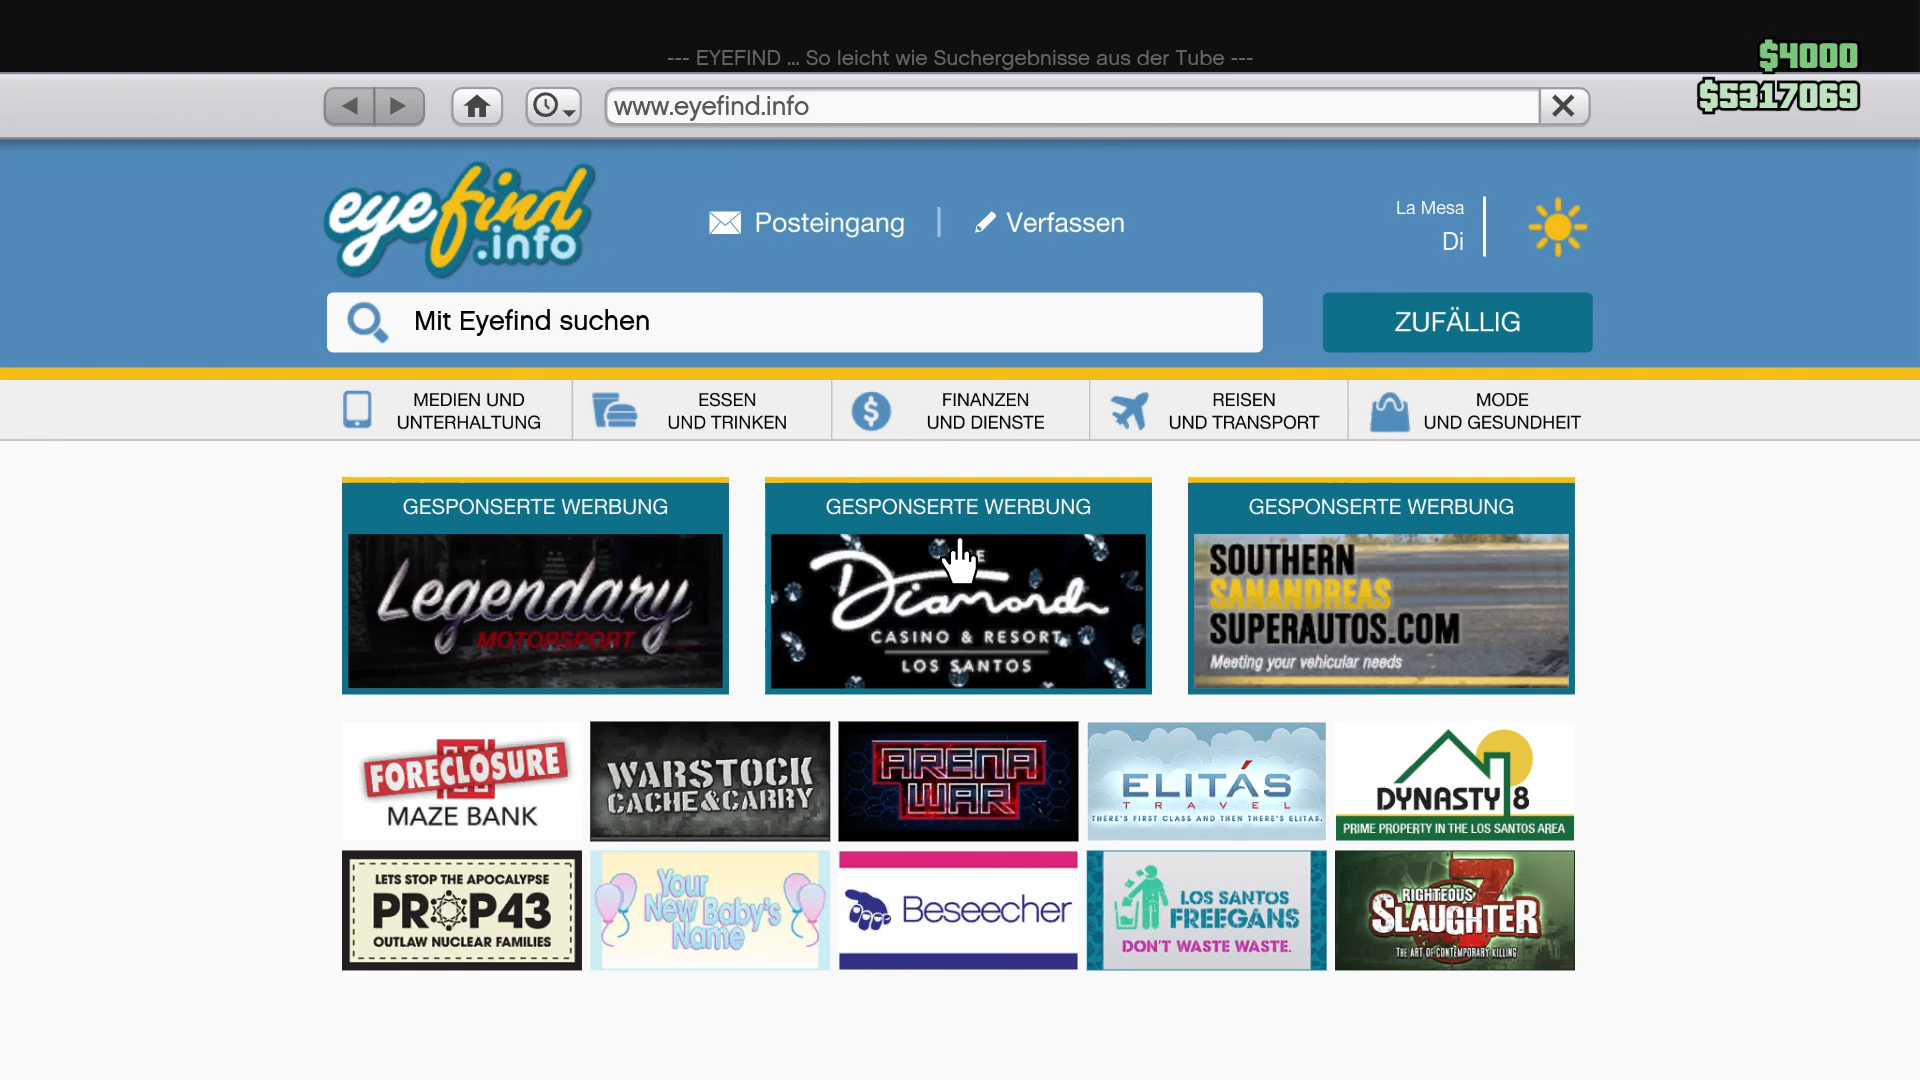 --- EYEFIND ... So leicht wie Suchergebnisse aus der Tube ---
$4000
$5317069
www.eyefind.info
eyefind
.info
Posteingang
Verfassen
La Mesa
Di
Mit Eyefind suchen
ZUFÄLLIG
MEDIEN UND
UNTERHALTUNG
ESSEN
UND TRINKEN
FINANZEN
UND DIENSTE
REISEN
UND TRANSPORT
MODE
UND GESUNDHEIT
GESPONSERTE WERBUNG
Legendary
MOTORSPORT
GESPONSERTE WERBUNG
Diamond
CASINO & RESORT
LOS SANTOS
GESPONSERTE WERBUNG
SOUTHERN
SANANDREAS
SUPERAUTOS.COM
Meeting your vehicular needs
FORECLOSURE
MAZE BANK
WARSTOCK
CACHE&CARRY
ARENA
WAR
ELITÁS
TRAVEL
THERE'S FIRST CLASS AND THEN THERE'S ELITAS.
DYNASTY 8
PRIME PROPERTY IN THE LOS SANTOS AREA
LETS STOP THE APOCALYPSE
PROP43
OUTLAW NUCLEAR FAMILIES
Your
New Baby's
Name
Beseecher
LOS SANTOS
FREEGANS
DON'T WASTE WASTE.
RIGHTEOUS
SLAUGHTER
7
THE ART OF CONTEMPORARY KILLING